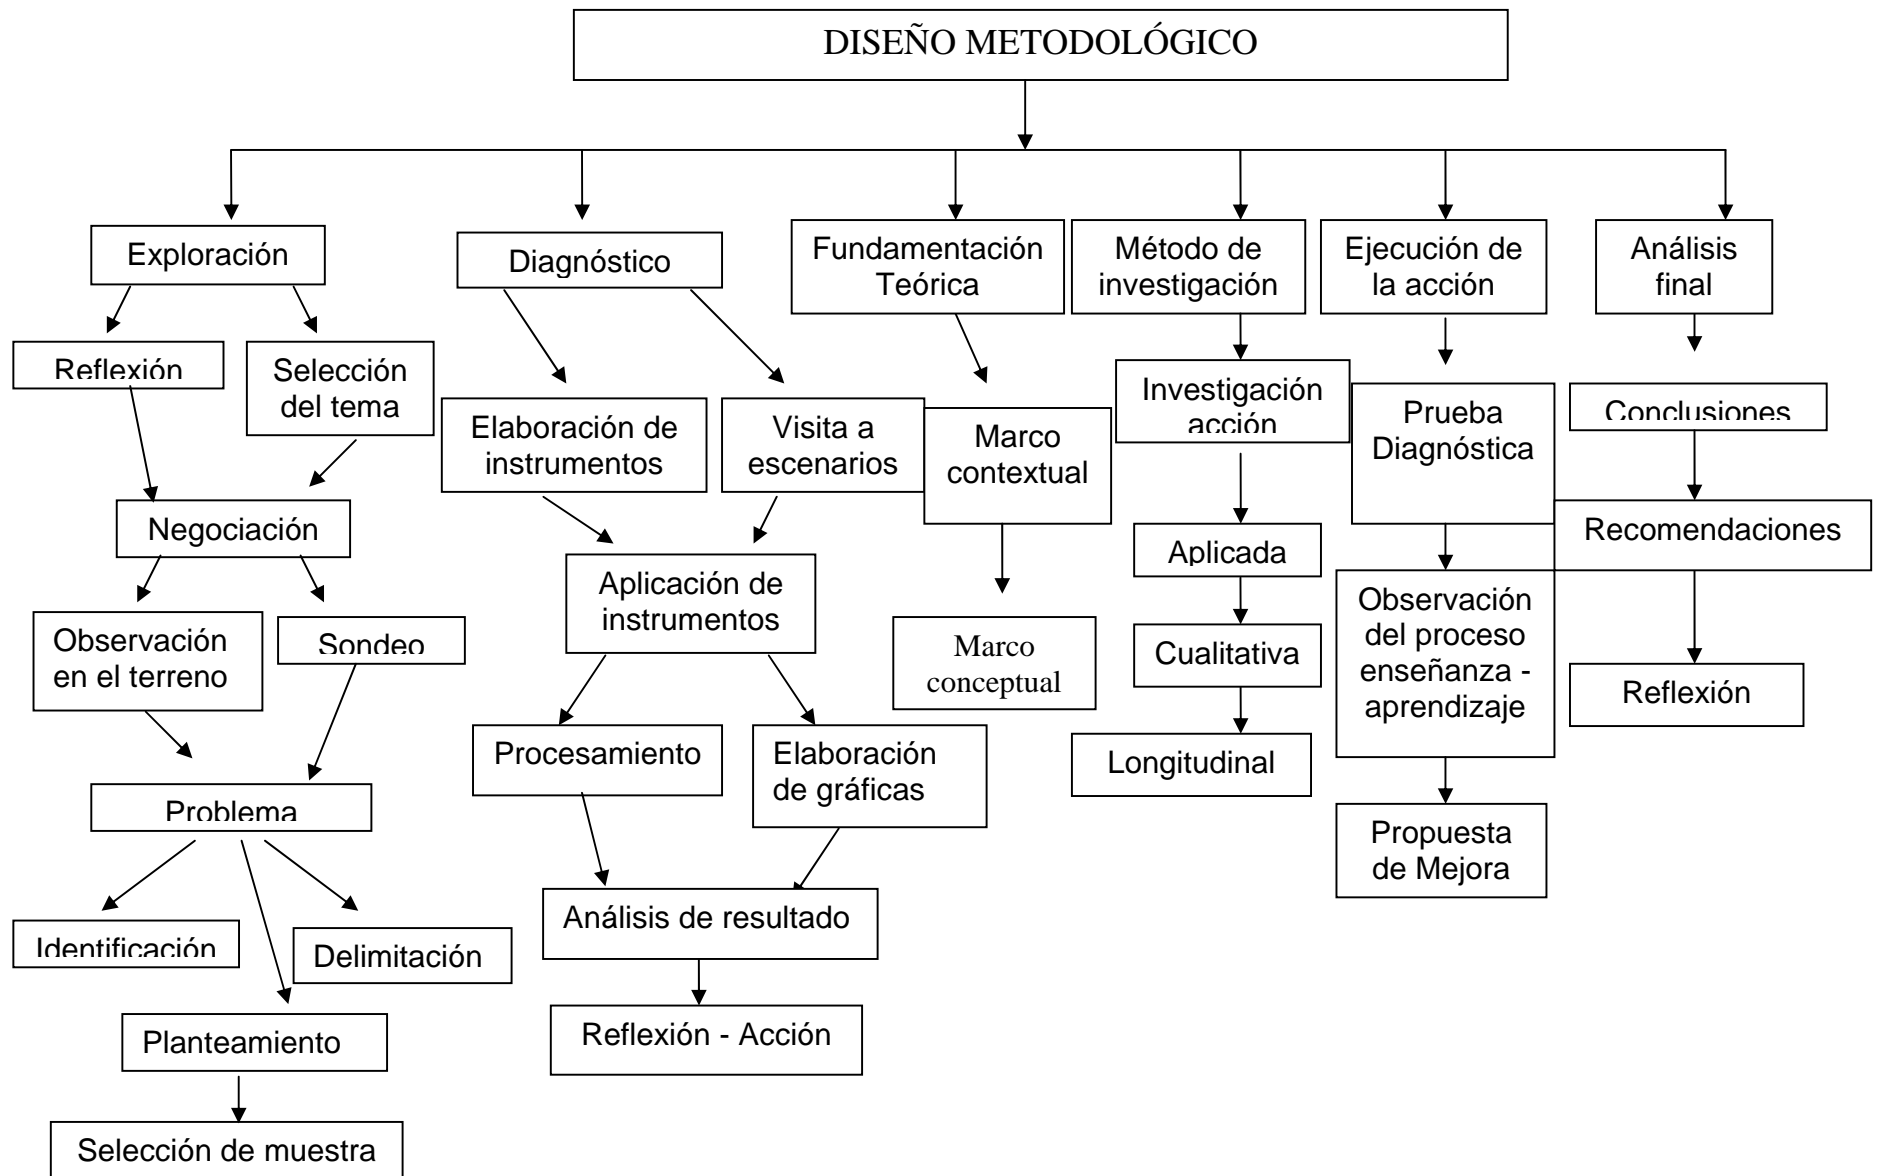 DISEÑO METODOLÓGICO
Exploración
Diagnóstico
Fundamentación
Teórica
Método de
investigación
Ejecución de
la acción
Análisis
final
Reflexión
Selección
del tema
Elaboración de
instrumentos
Visita a
escenarios
Marco
contextual
Investigación
acción
Prueba
Diagnóstica
Conclusiones
Negociación
Aplicación de
instrumentos
Aplicada
Recomendaciones
Observación
en el terreno
Sondeo
Marco
conceptual
Cualitativa
Observación
del proceso
enseñanza -
aprendizaje
Reflexión
Procesamiento
Elaboración
de gráficas
Longitudinal
Problema
Propuesta
de Mejora
Identificación
Delimitación
Análisis de resultado
Planteamiento
Reflexión - Acción
Selección de muestra